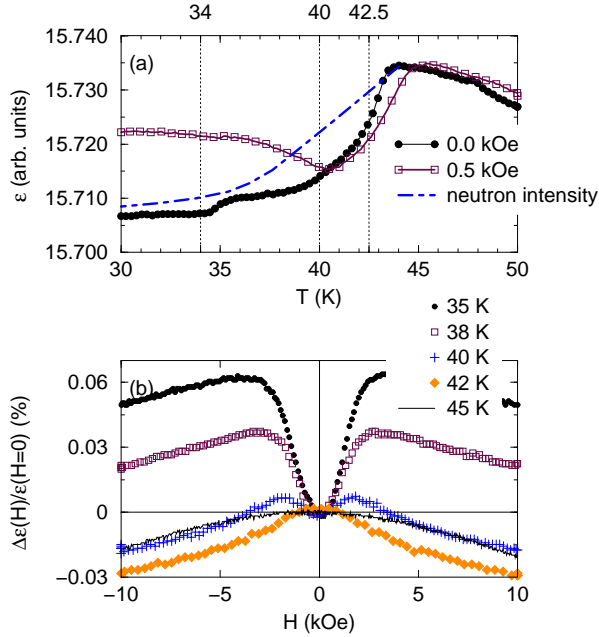 34 40 42.5
15.740
(a)
15.730
15.720
15.710
15.700
ε (arb. units)
0.0 kOe
0.5 kOe
neutron intensity
30 35 40 45 50
T (K)
35 K
38 K
40 K
42 K
45 K
(b)
0.06
0.03
0
−0.03
Δε(H)/ε(H=0) (%)
−10 −5 0 5 10
H (kOe)